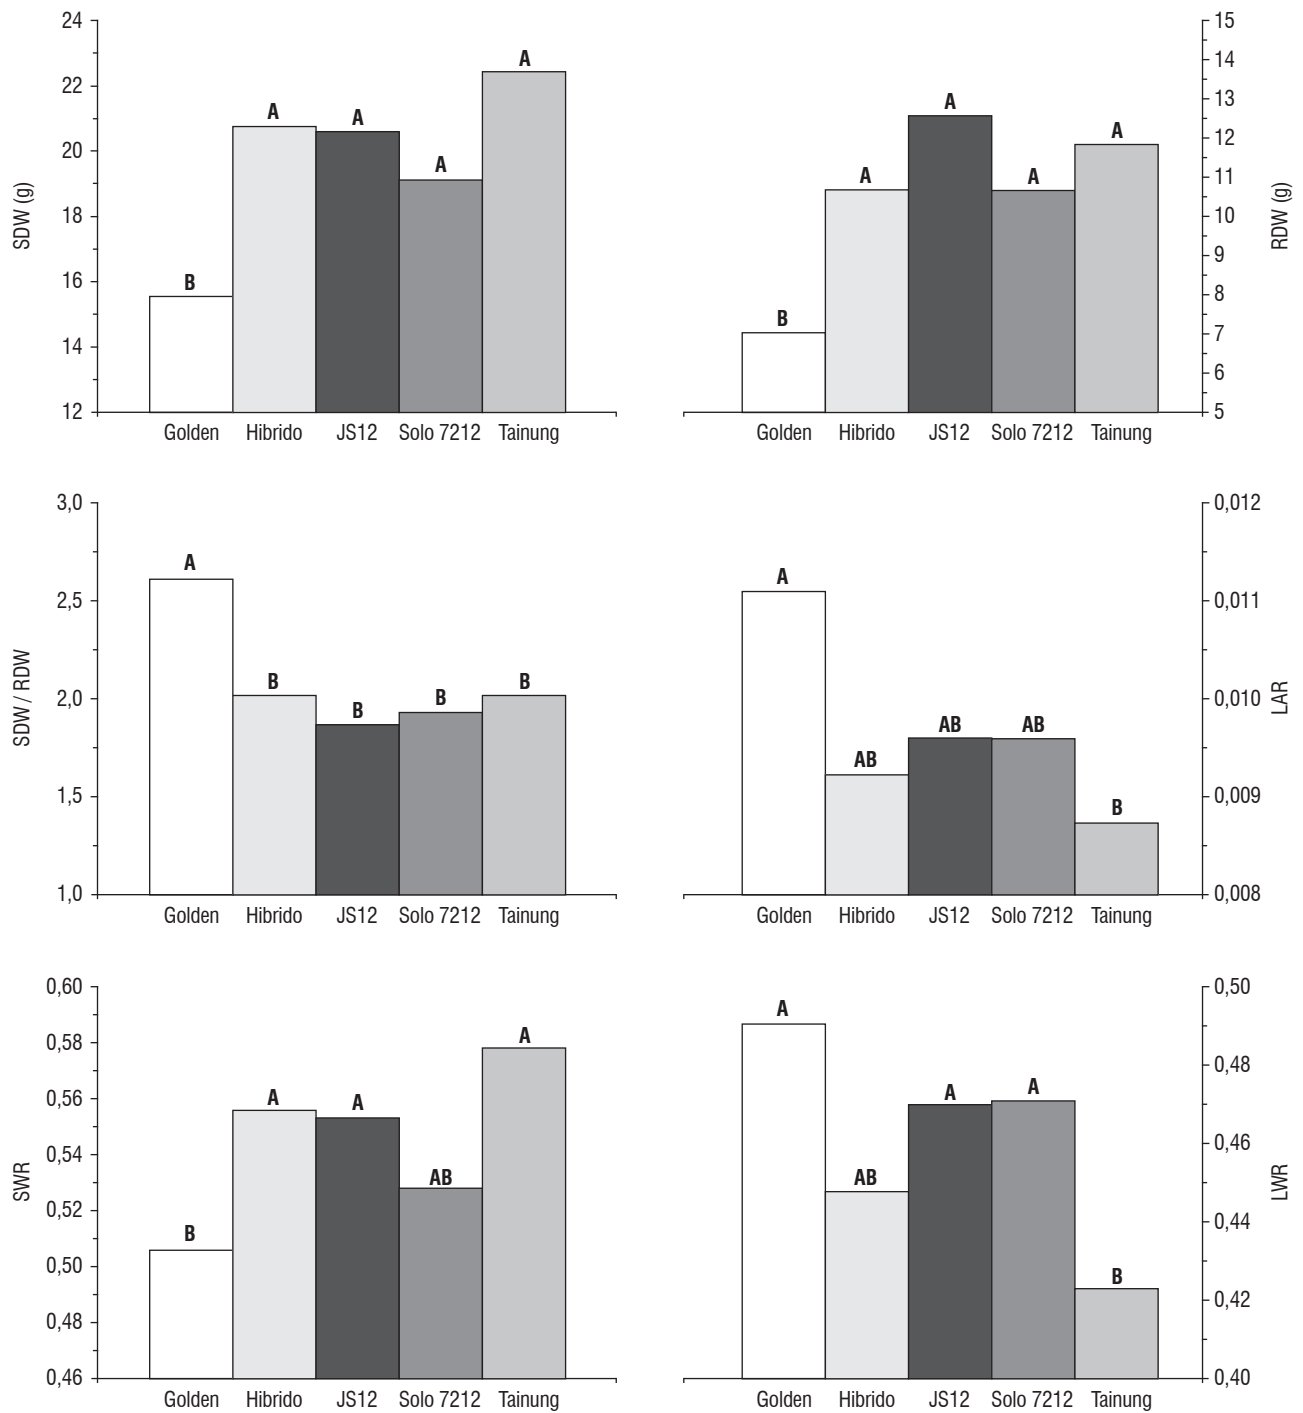 SDW (g)
24
22
20
18
16
14
12
B
A
A
A
A
Golden Hibrido JS12 Solo 7212 Tainung
RDW (g)
15
14
13
12
11
10
9
8
7
6
5
B
A
A
A
A
Golden Hibrido JS12 Solo 7212 Tainung
SDW / RDW
3,0
2,5
2,0
1,5
1,0
A
B
B
B
B
Golden Hibrido JS12 Solo 7212 Tainung
LAR
0,012
0,011
0,010
0,009
0,008
A
AB
AB
AB
B
Golden Hibrido JS12 Solo 7212 Tainung
SWR
0,60
0,58
0,56
0,54
0,52
0,50
0,48
0,46
B
A
A
AB
A
Golden Hibrido JS12 Solo 7212 Tainung
LWR
0,50
0,48
0,46
0,44
0,42
0,40
A
AB
A
A
B
Golden Hibrido JS12 Solo 7212 Tainung